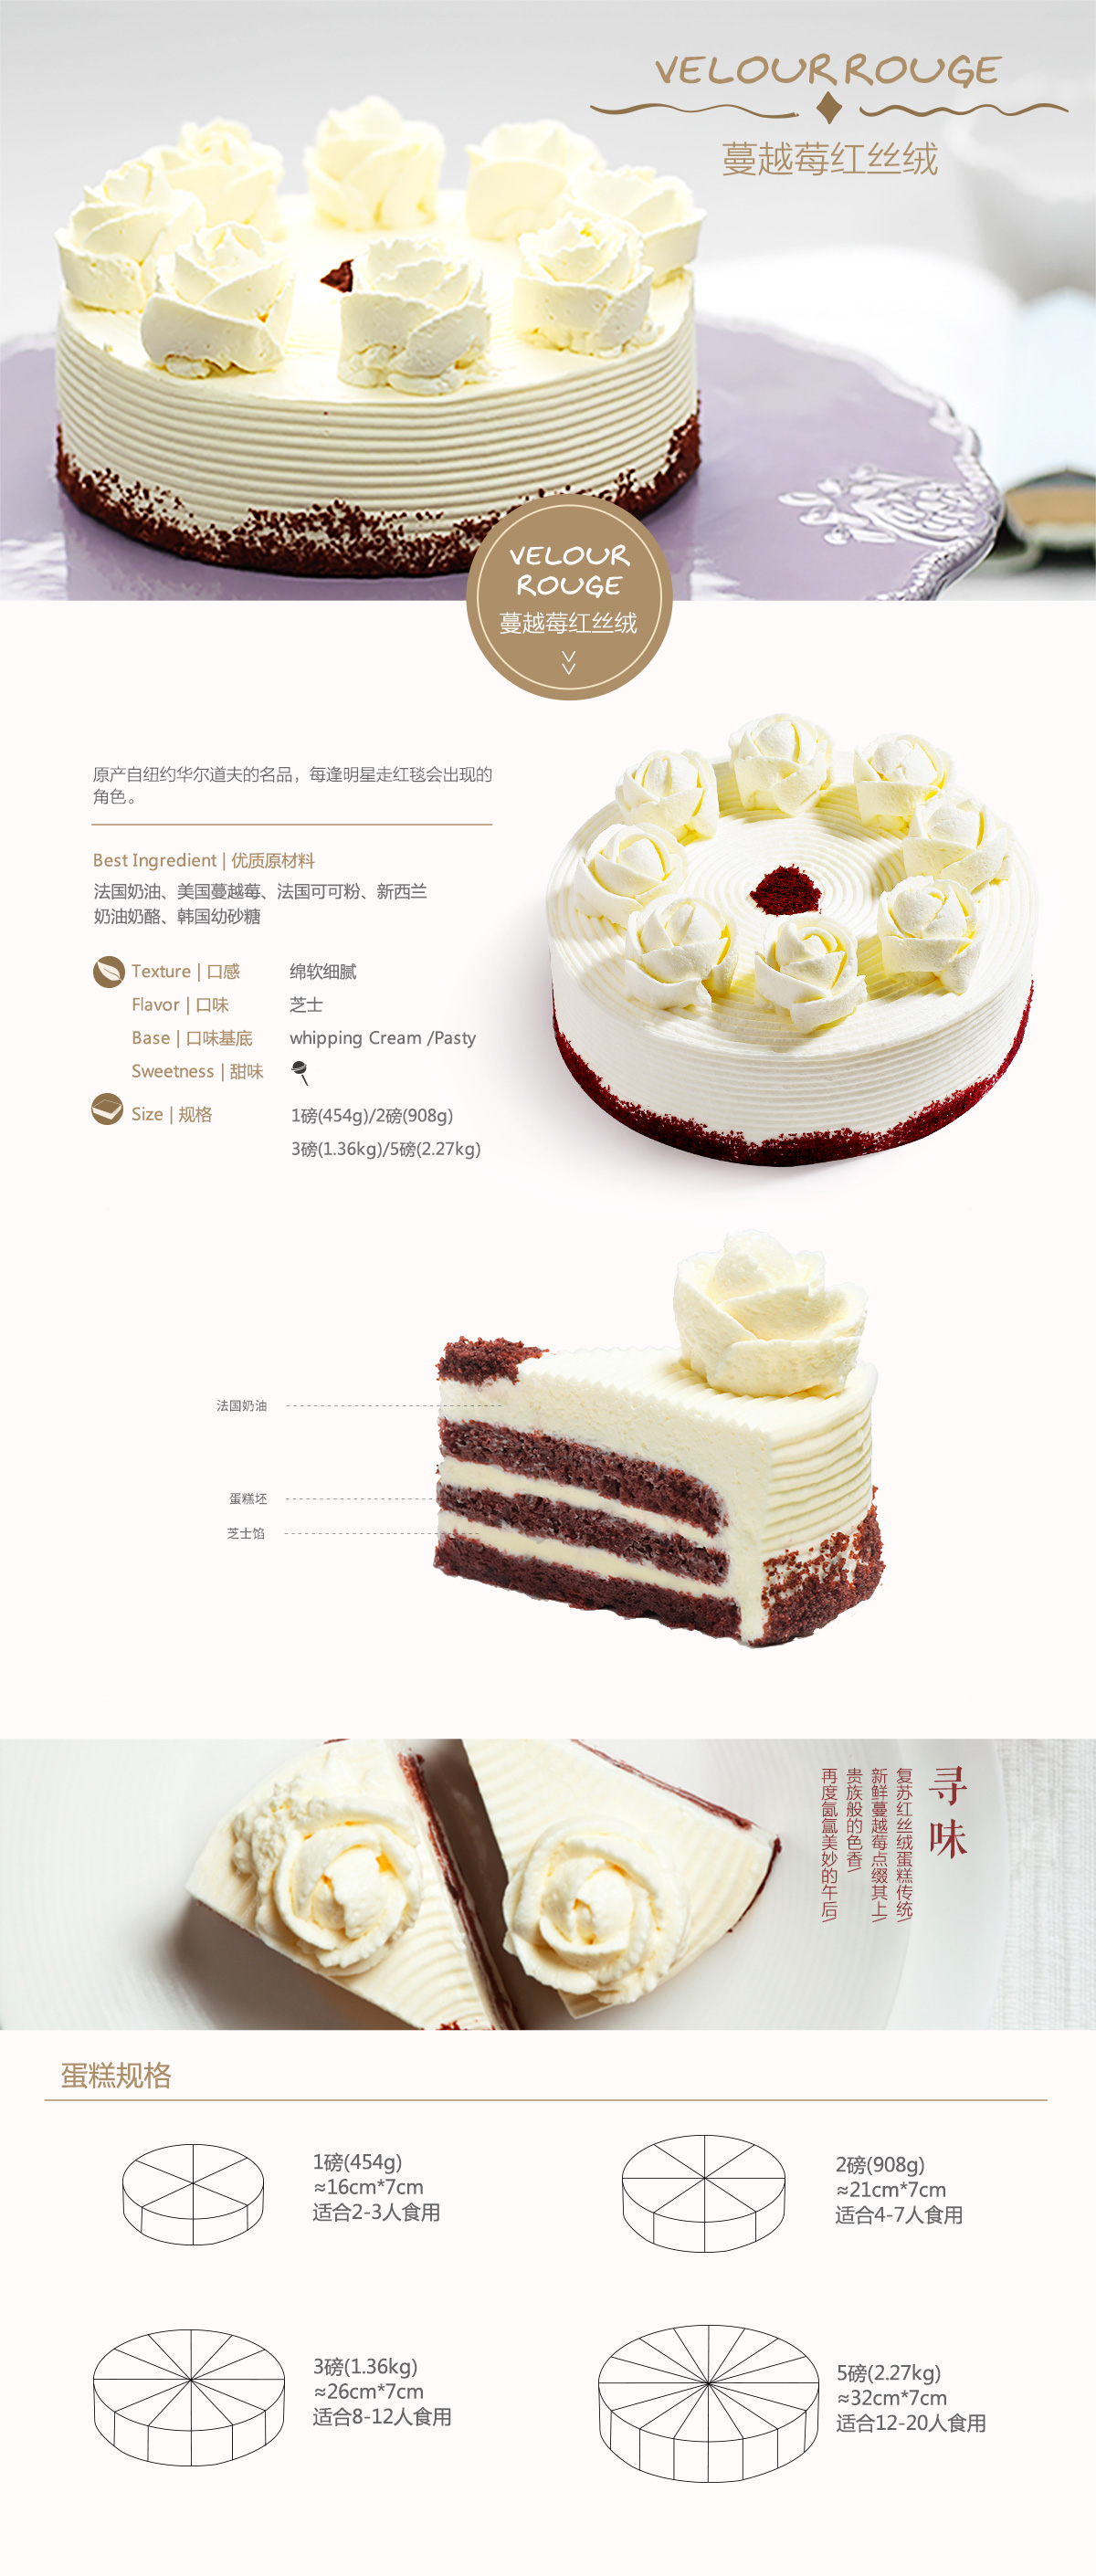 VELOUR ROUGE
蔓越莓红丝绒
VELOUR
ROUGE
蔓越莓红丝绒
原产自纽约华尔道夫的名品，每逢明星走红毯会出现的
角色。
Best Ingredient | 优质原材料
法国奶油、美国蔓越莓、法国可可粉、新西兰
奶油奶酪、韩国幼砂糖
Texture | 口感 绵软细腻
Flavor | 口味 芝士
Base | 口味基底 whipping Cream /Pasty
Sweetness | 甜味
Size | 规格 1磅(454g)/2磅(908g)
3磅(1.36kg)/5磅(2.27kg)
法国奶油
蛋糕坯
芝士馅
寻味
复苏红丝绒蛋糕传统/
新鲜蔓越莓点缀其上/
贵族般的色香/
再度氤氲美妙的午后/
蛋糕规格
1磅(454g)
≈16cm*7cm
适合2-3人食用
2磅(908g)
≈21cm*7cm
适合4-7人食用
3磅(1.36kg)
≈26cm*7cm
适合8-12人食用
5磅(2.27kg)
≈32cm*7cm
适合12-20人食用